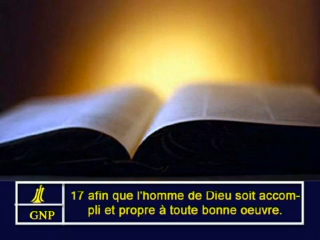 17 afin que l'homme de Dieu soit accom-
pli et propre à toute bonne oeuvre.
GNP